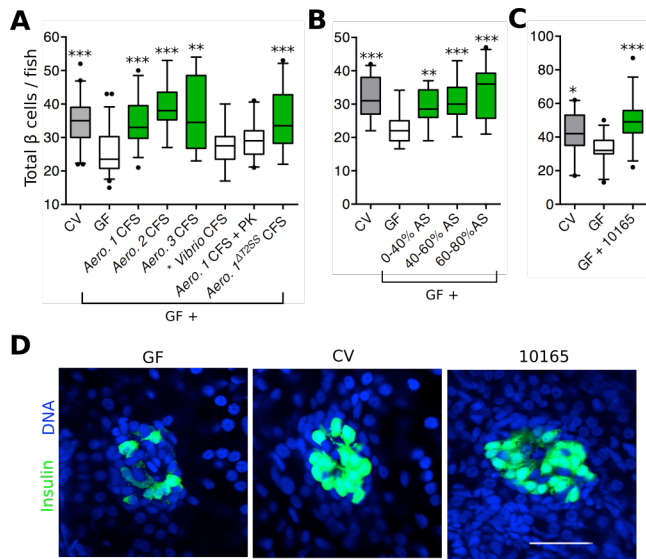 A
Total β cells / fish
60
50
40
30
20
10
***
***
***
**
***
CV
GF
Aero. 1 CFS
Aero. 2 CFS
Aero. 3 CFS
* Vibrio CFS
Aero. 1 CFS + PK
Aero. 1ΔT2SS CFS
GF +
B
50
40
30
20
10
0
***
**
***
***
CV
GF
0-40% AS
40-60% AS
60-80%AS
GF +
C
100
80
60
40
20
0
*
***
CV
GF
GF + 10165
D
GF
CV
10165
Insulin DNA